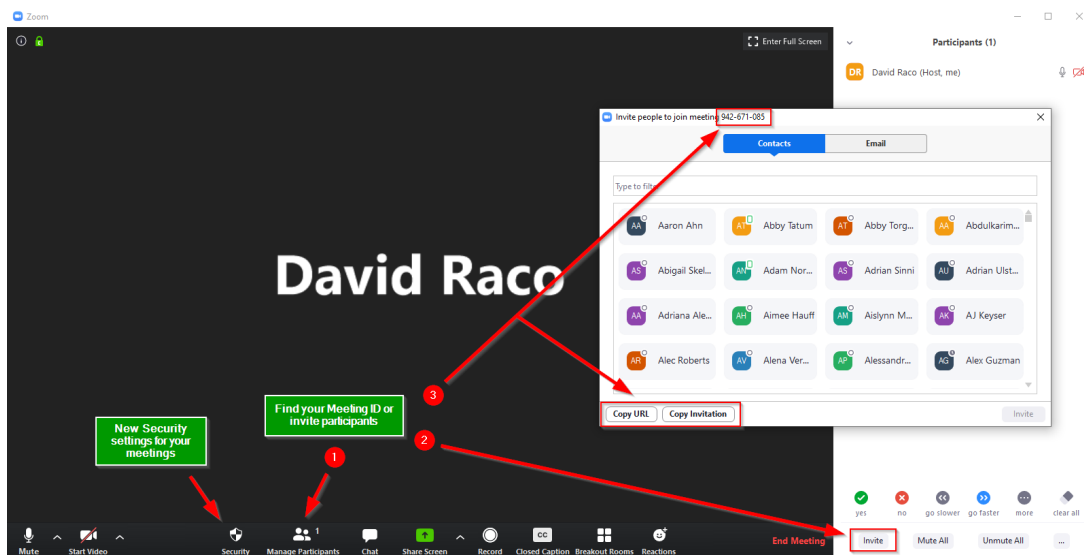 Zoom
Enter Full Screen
Participants (1)
DR David Raco (Host, me)
Invite people to join meeting 942-671-085
Contacts
Email
Type to filter
AA Aaron Ahn
AT Abby Tatum
AT Abby Torg...
AR Abdulkarim...
AS Abigail Skel...
AN Adam Nor...
AS Adrian Sinni
AU Adrian Ulst...
AA Adriana Ale...
AH Aimee Hauff
AM Aislynn M...
AK AJ Keyser
AR Alec Roberts
AV Alena Ver...
AP Alessandr...
AG Alex Guzman
Copy URL
Copy Invitation
Invite
David Raco
3
Find your Meeting ID or
invite participants
2
1
New Security
settings for your
meetings
yes
no
go slower
go faster
more
clear all
Mute
Start Video
Security
1
Manage Participants
Chat
Share Screen
Record
CC
Closed Caption
Breakout Rooms
Reactions
End Meeting
Invite
Mute All
Unmute All
...